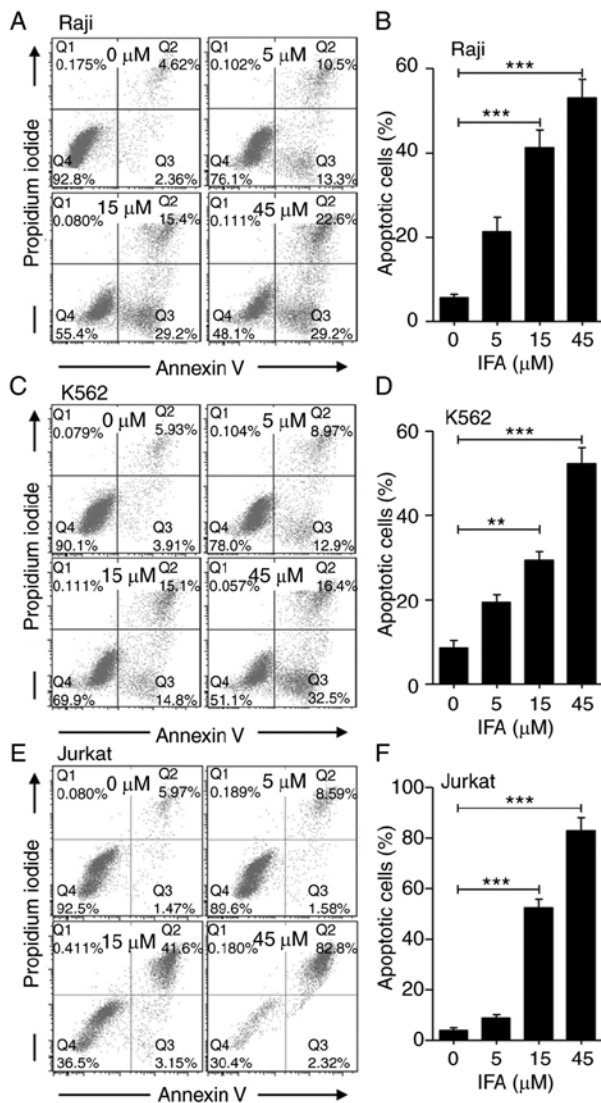 A
Raji
Q1
0.175%
0 µM
Q2
4.62%
Q4
92.8%
Q3
2.36%
Q1
0.102%
5 µM
Q2
10.5%
Q4
76.1%
Q3
13.3%
Q1
0.080%
15 µM
Q2
15.4%
Q4
55.4%
Q3
29.2%
Q1
0.111%
45 µM
Q2
22.6%
Q4
48.1%
Q3
29.2%
Propidium iodide
Annexin V
B
Raji
Apoptotic cells (%)
60
40
20
0
***
***
0 5 15 45
IFA (µM)
C
K562
Q1
0.079%
0 µM
Q2
5.93%
Q4
90.1%
Q3
3.91%
Q1
0.104%
5 µM
Q2
8.97%
Q4
78.0%
Q3
12.9%
Q1
0.111%
15 µM
Q2
15.1%
Q4
69.9%
Q3
14.8%
Q1
0.057%
45 µM
Q2
16.4%
Q4
51.1%
Q3
32.5%
Propidium iodide
Annexin V
D
K562
Apoptotic cells (%)
60
40
20
0
***
**
0 5 15 45
IFA (µM)
E
Jurkat
Q1
0.080%
0 µM
Q2
5.97%
Q4
92.5%
Q3
1.47%
Q1
0.189%
5 µM
Q2
8.59%
Q4
89.6%
Q3
1.58%
Q1
0.411%
15 µM
Q2
41.6%
Q4
36.5%
Q3
3.15%
Q1
0.180%
45 µM
Q2
82.8%
Q4
30.4%
Q3
2.32%
Propidium iodide
Annexin V
F
Jurkat
Apoptotic cells (%)
100
80
60
40
20
0
***
***
0 5 15 45
IFA (µM)